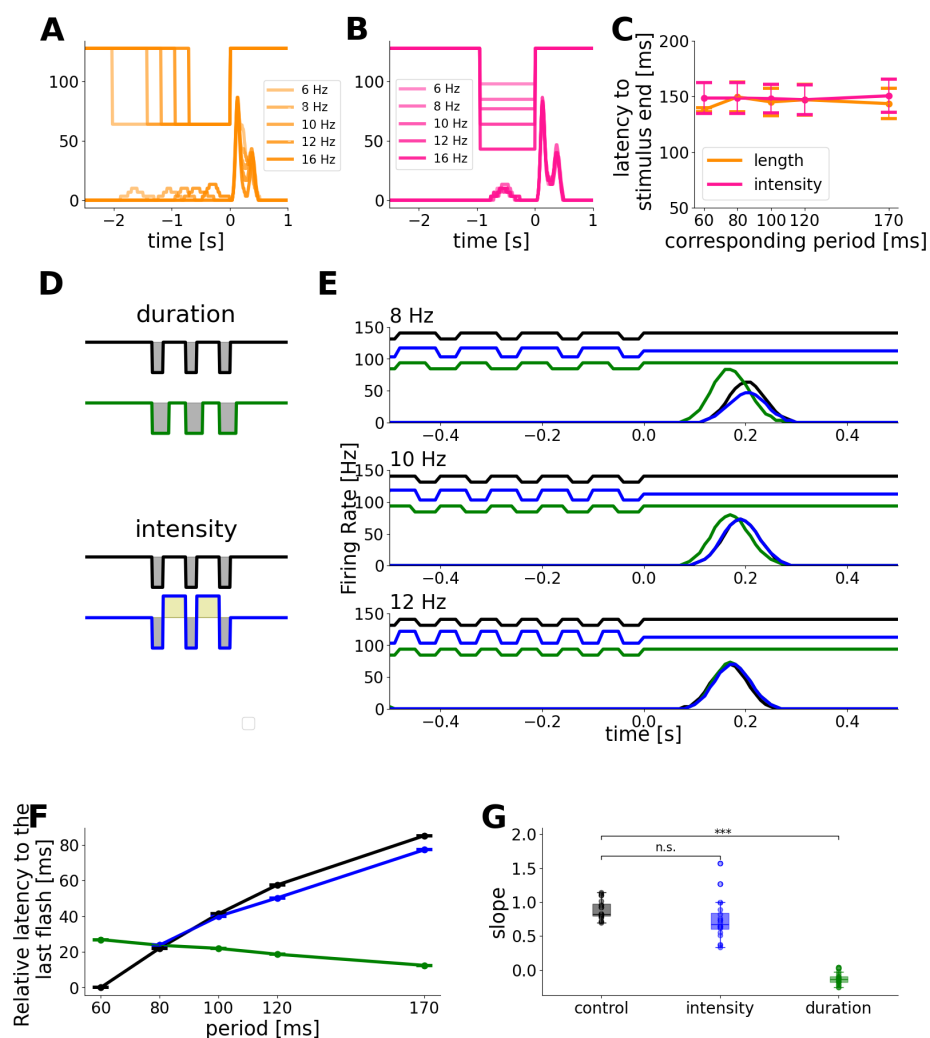 A
100
50
0
−2
−1
0
1
time [s]
6 Hz
8 Hz
10 Hz
12 Hz
16 Hz
B
100
50
0
−2
−1
0
1
time [s]
6 Hz
8 Hz
10 Hz
12 Hz
16 Hz
C
latency to
stimulus end [ms]
200
150
100
50
60
80
100
120
170
corresponding period [ms]
length
intensity
D
duration
intensity
E
Firing Rate [Hz]
8 Hz
150
100
50
0
−0.4
−0.2
0.0
0.2
0.4
10 Hz
150
100
50
0
−0.4
−0.2
0.0
0.2
0.4
12 Hz
150
100
50
0
−0.4
−0.2
0.0
0.2
0.4
time [s]
F
Relative latency to the
last flash [ms]
80
60
40
20
0
60
80
100
120
170
period [ms]
G
slope
2.0
1.5
1.0
0.5
0.0
***
n.s.
control
intensity
duration